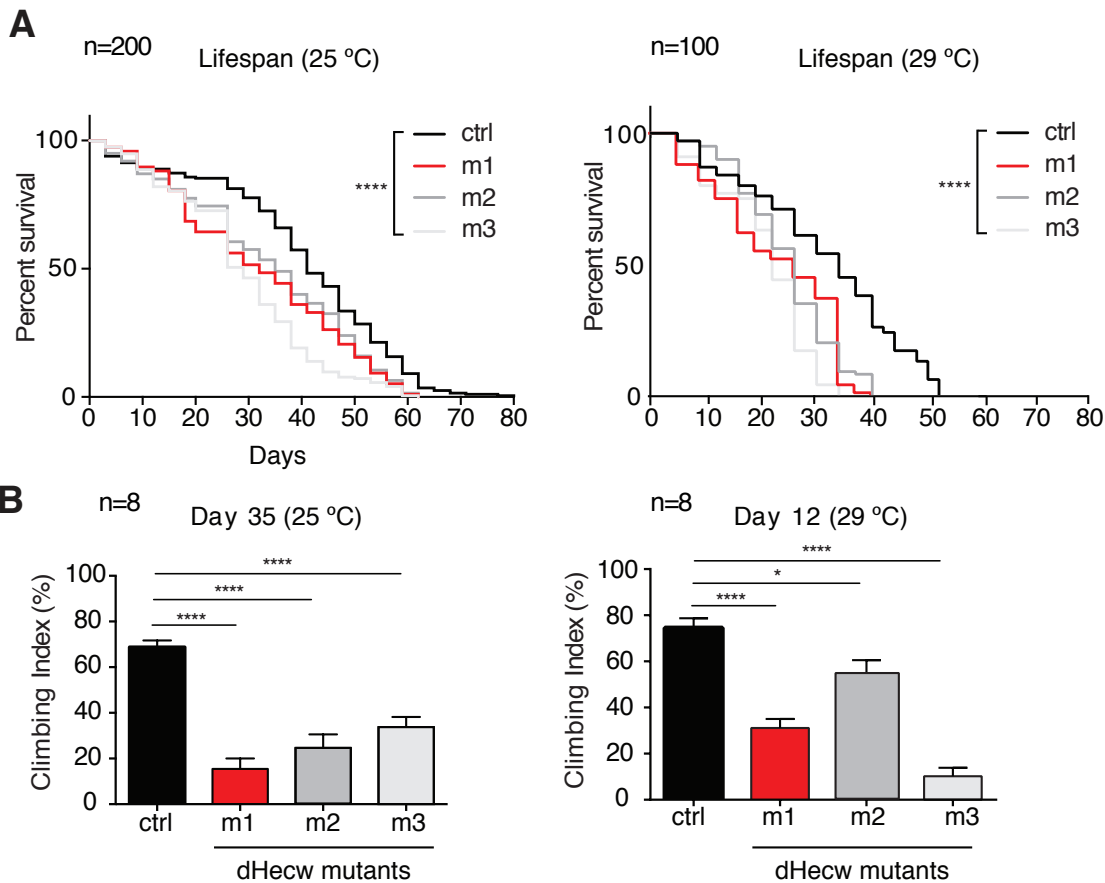 A
n=200
Lifespan (25 ºC)
100
50
0
Percent survival
0 10 20 30 40 50 60 70 80
Days
****
ctrl
m1
m2
m3
n=100
Lifespan (29 ºC)
100
50
0
Percent survival
0 10 20 30 40 50 60 70 80
****
ctrl
m1
m2
m3
B
n=8
Day 35 (25 ºC)
****
****
****
100
80
60
40
20
0
Climbing Index (%)
ctrl m1 m2 m3
dHecw mutants
n=8
Day 12 (29 ºC)
****
*
****
100
80
60
40
20
0
Climbing Index (%)
ctrl m1 m2 m3
dHecw mutants